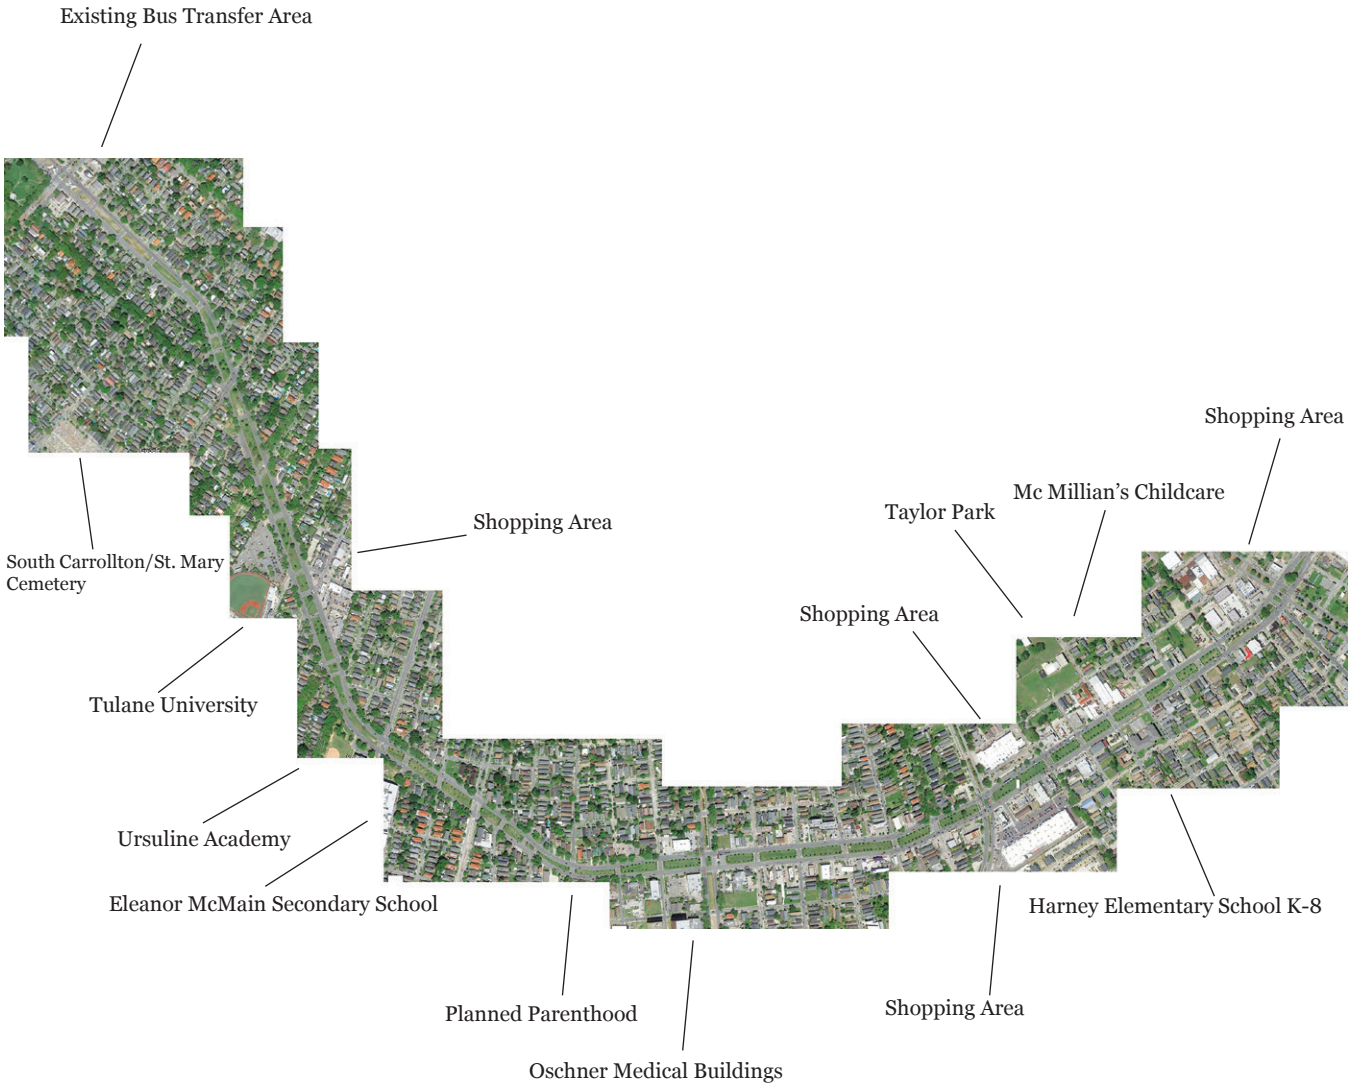 Existing Bus Transfer Area
Shopping Area
Mc Millian’s Childcare
Taylor Park
Shopping Area
South Carrollton/St. Mary
Cemetery
Shopping Area
Tulane University
Ursuline Academy
Eleanor McMain Secondary School
Harney Elementary School K-8
Planned Parenthood
Shopping Area
Oschner Medical Buildings